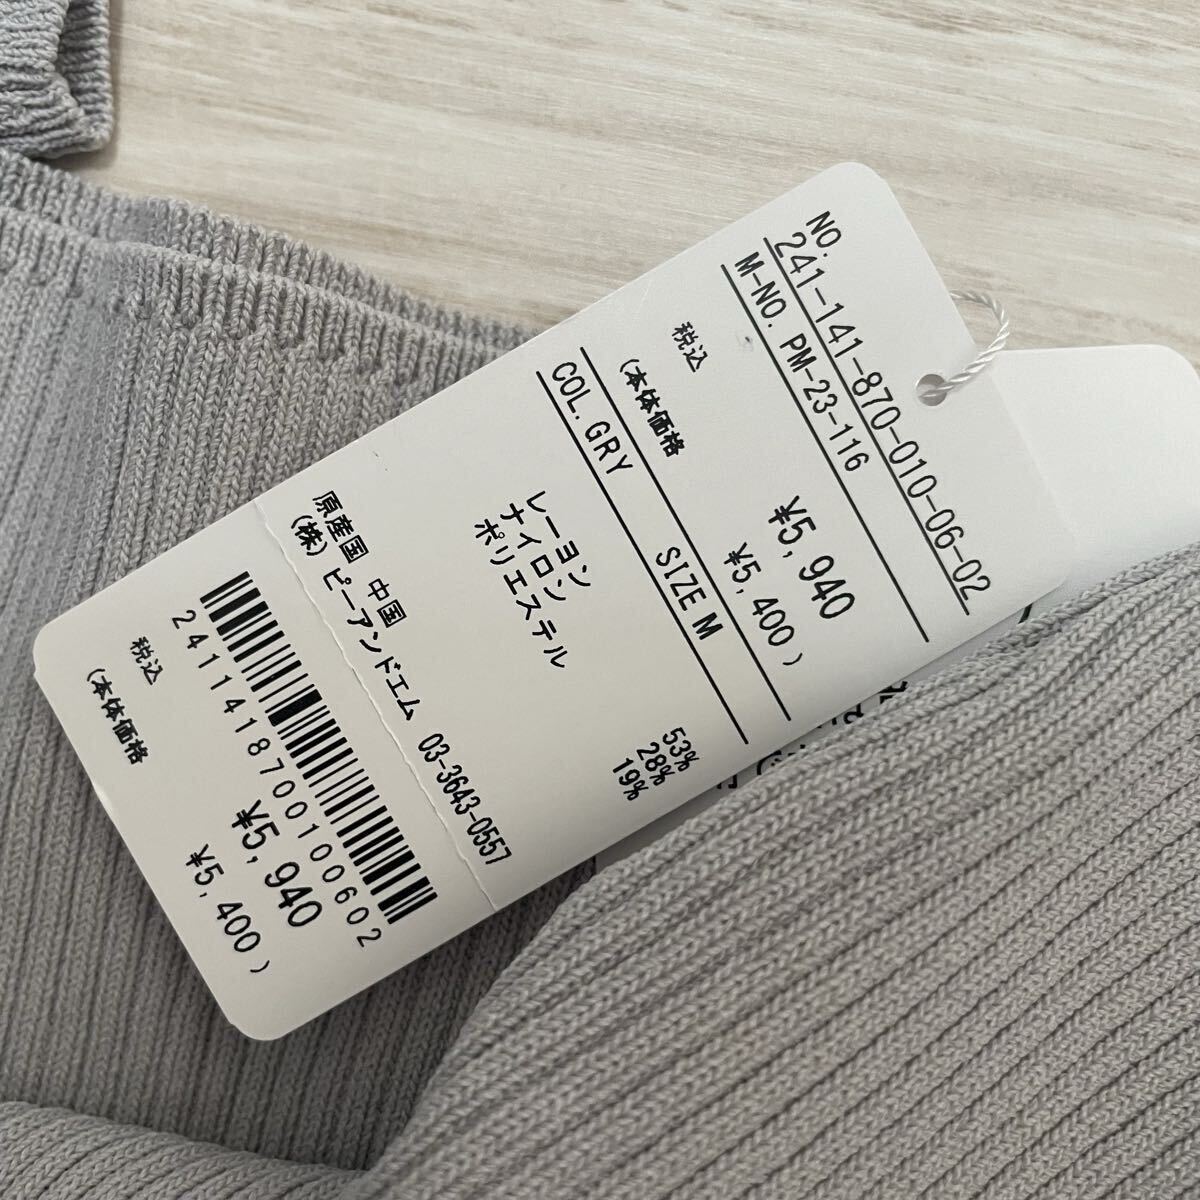 NO.
241-141-870-010-06-02
M-NO. PM-23-116
税込 ¥5,940
(本体価格 ¥5,400)
COL.GRY SIZE M
レーヨン 53%
ナイロン 28%
ポリエステル 19%
原産国 中国
(株)ピーアンドエム 03-3643-0557
2411418700100602
税込 ¥5,940
(本体価格 ¥5,400)